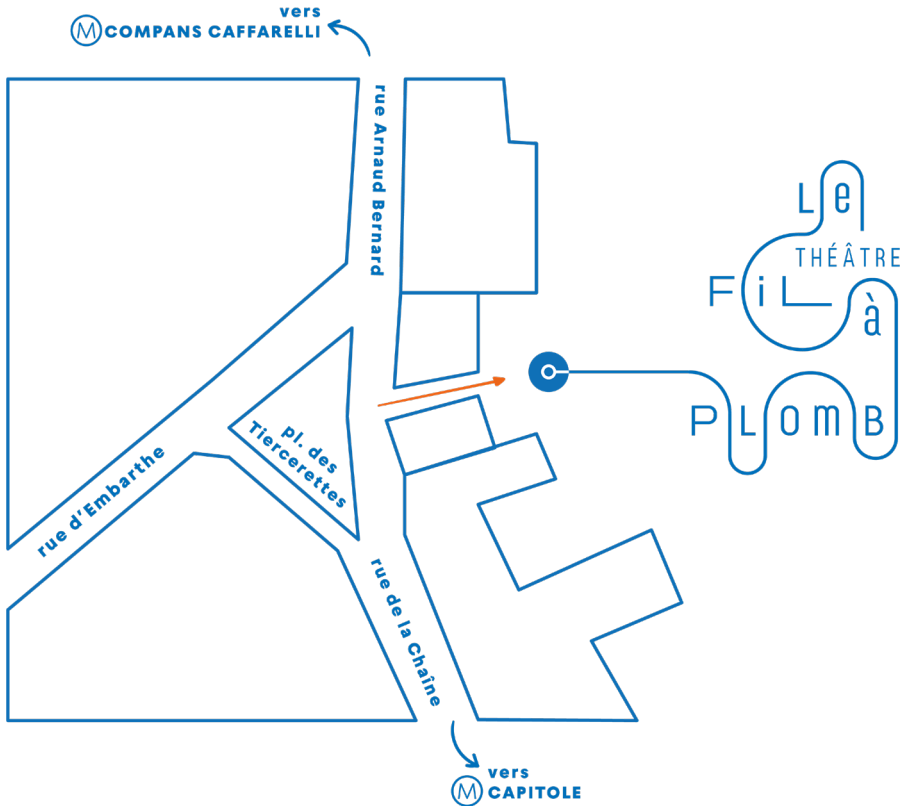 vers
M COMPANS CAFFARELLI
rue Arnaud Bernard
Le
THÉÂTRE
FiL
à
PLOMB
pl. des
Tiercerettes
rue d'Embarthe
rue de la Chaîne
vers
M CAPITOLE